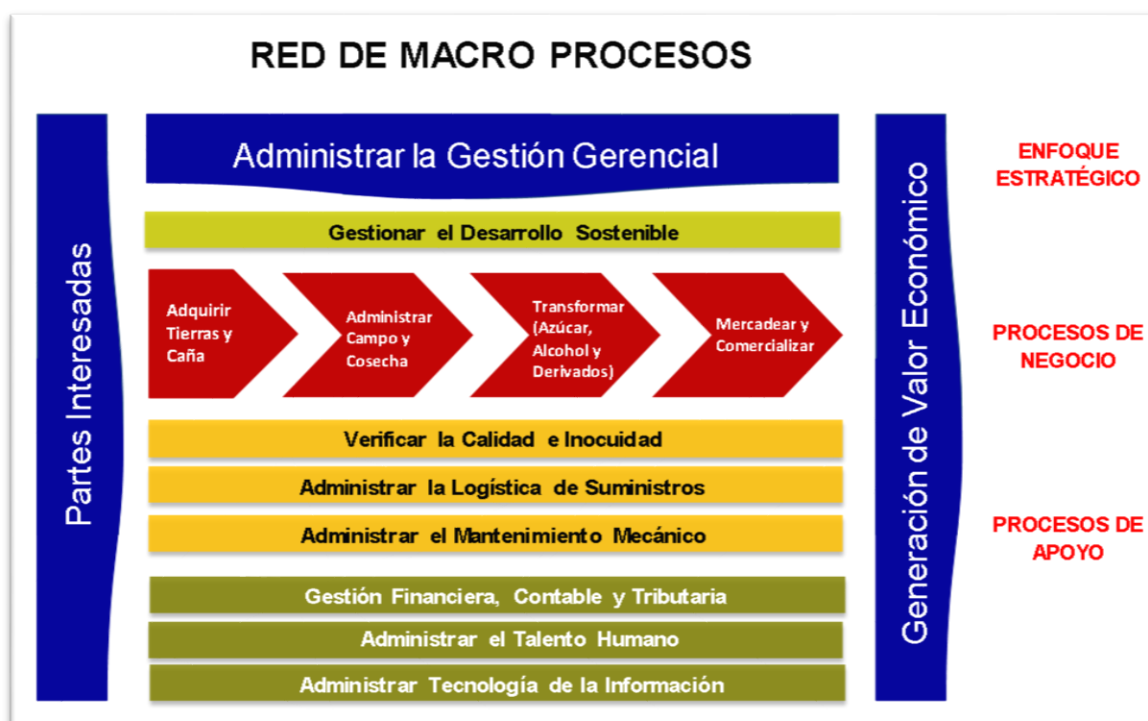 RED DE MACRO PROCESOS
Partes Interesadas
Administrar la Gestión Gerencial
Gestionar el Desarrollo Sostenible
Adquirir
Tierras y
Caña
Administrar
Campo y
Cosecha
Transformar
(Azúcar,
Alcohol y
Derivados)
Mercadear y
Comercializar
Verificar la Calidad e Inocuidad
Administrar la Logística de Suministros
Administrar el Mantenimiento Mecánico
Gestión Financiera, Contable y Tributaria
Administrar el Talento Humano
Administrar Tecnología de la Información
Generación de Valor Económico
ENFOQUE
ESTRATÉGICO
PROCESOS DE
NEGOCIO
PROCESOS DE
APOYO